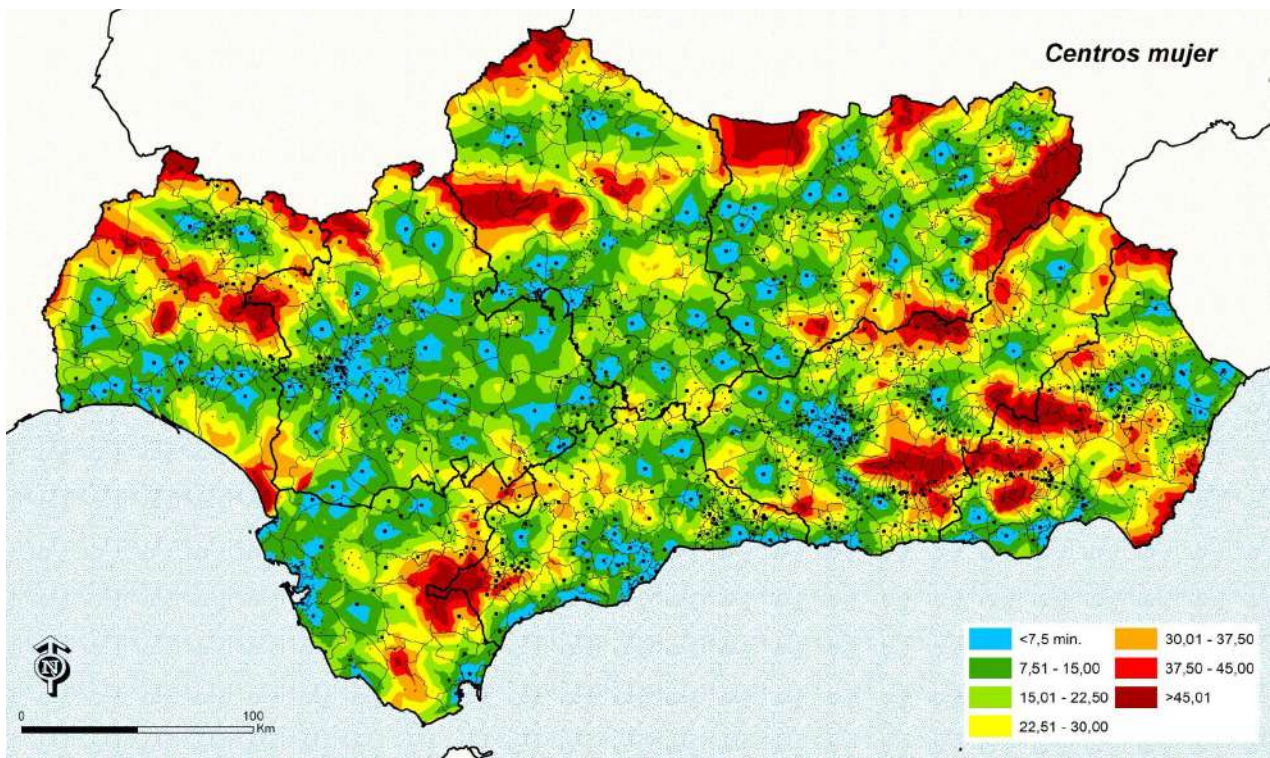 Centros mujer
N
0 100
Km
<7,5 min.
7,51 - 15,00
15,01 - 22,50
22,51 - 30,00
30,01 - 37,50
37,50 - 45,00
>45,01